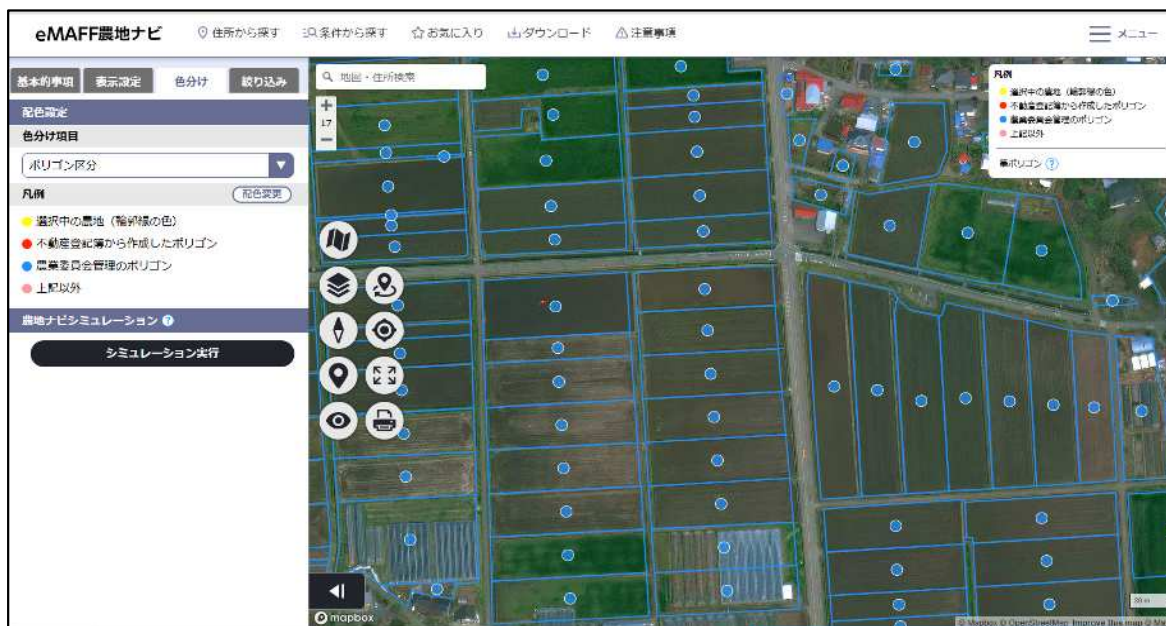 eMAFF農地ナビ
住所から探す
条件から探す
お気に入り
ダウンロード
注意事項
メニュー
基本的事項
表示設定
色分け
絞り込み
配色設定
色分け項目
ポリゴン区分
凡例
配色変更
選択中の農地（輪郭線の色）
不動産登記簿から作成したポリゴン
農業委員会管理のポリゴン
上記以外
農地ナビシミュレーション ?
シミュレーション実行
地図・住所検索
+
17
−
凡例
選択中の農地（輪郭線の色）
不動産登記簿から作成したポリゴン
農業委員会管理のポリゴン
上記以外
筆ポリゴン ?
mapbox
© Mapbox © OpenStreetMap Improve this map